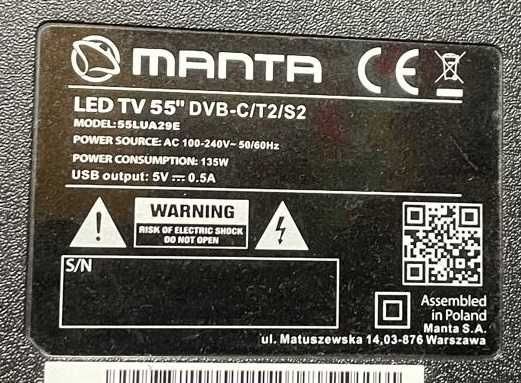 MANTA CE
LED TV 55" DVB-C/T2/S2
MODEL: 55LUA29E
POWER SOURCE: AC 100-240V~ 50/60Hz
POWER CONSUMPTION: 135W
USB output: 5V ⎓ 0.5A
WARNING
RISK OF ELECTRIC SHOCK
DO NOT OPEN
S/N
Assembled
in Poland
Manta S.A.
ul. Matuszewska 14,03-876 Warszawa